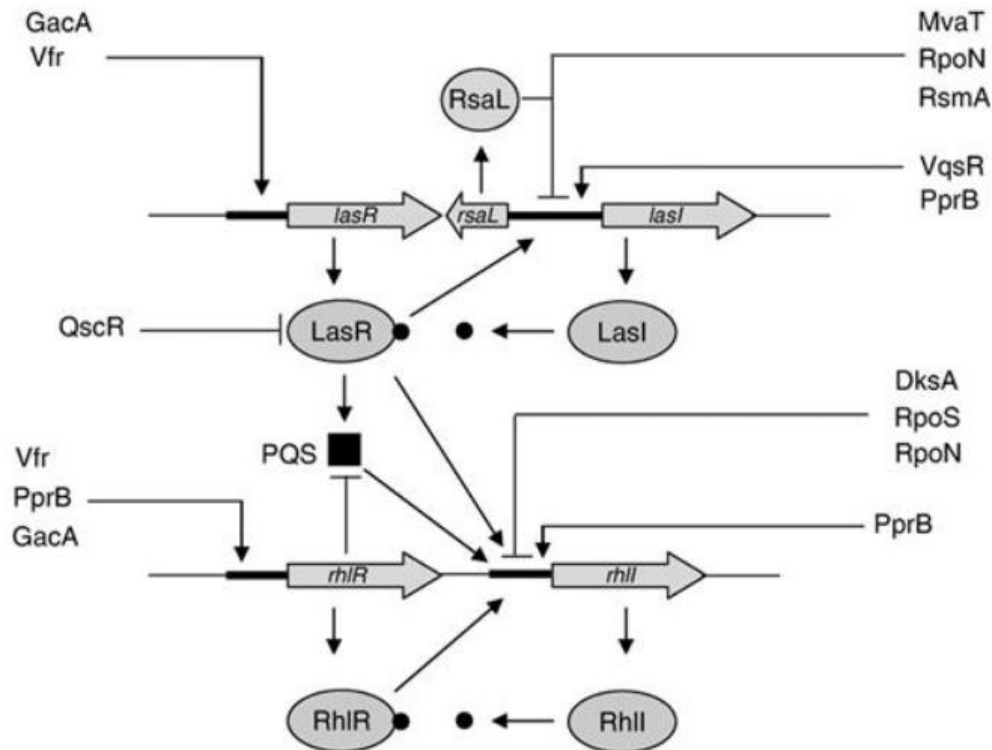 GacA
Vfr
MvaT
RpoN
RsmA
RsaL
VqsR
PprB
lasR
rsaL
lasI
QscR
LasR
LasI
DksA
RpoS
RpoN
PQS
Vfr
PprB
GacA
PprB
rhlR
rhlI
RhlR
RhlI